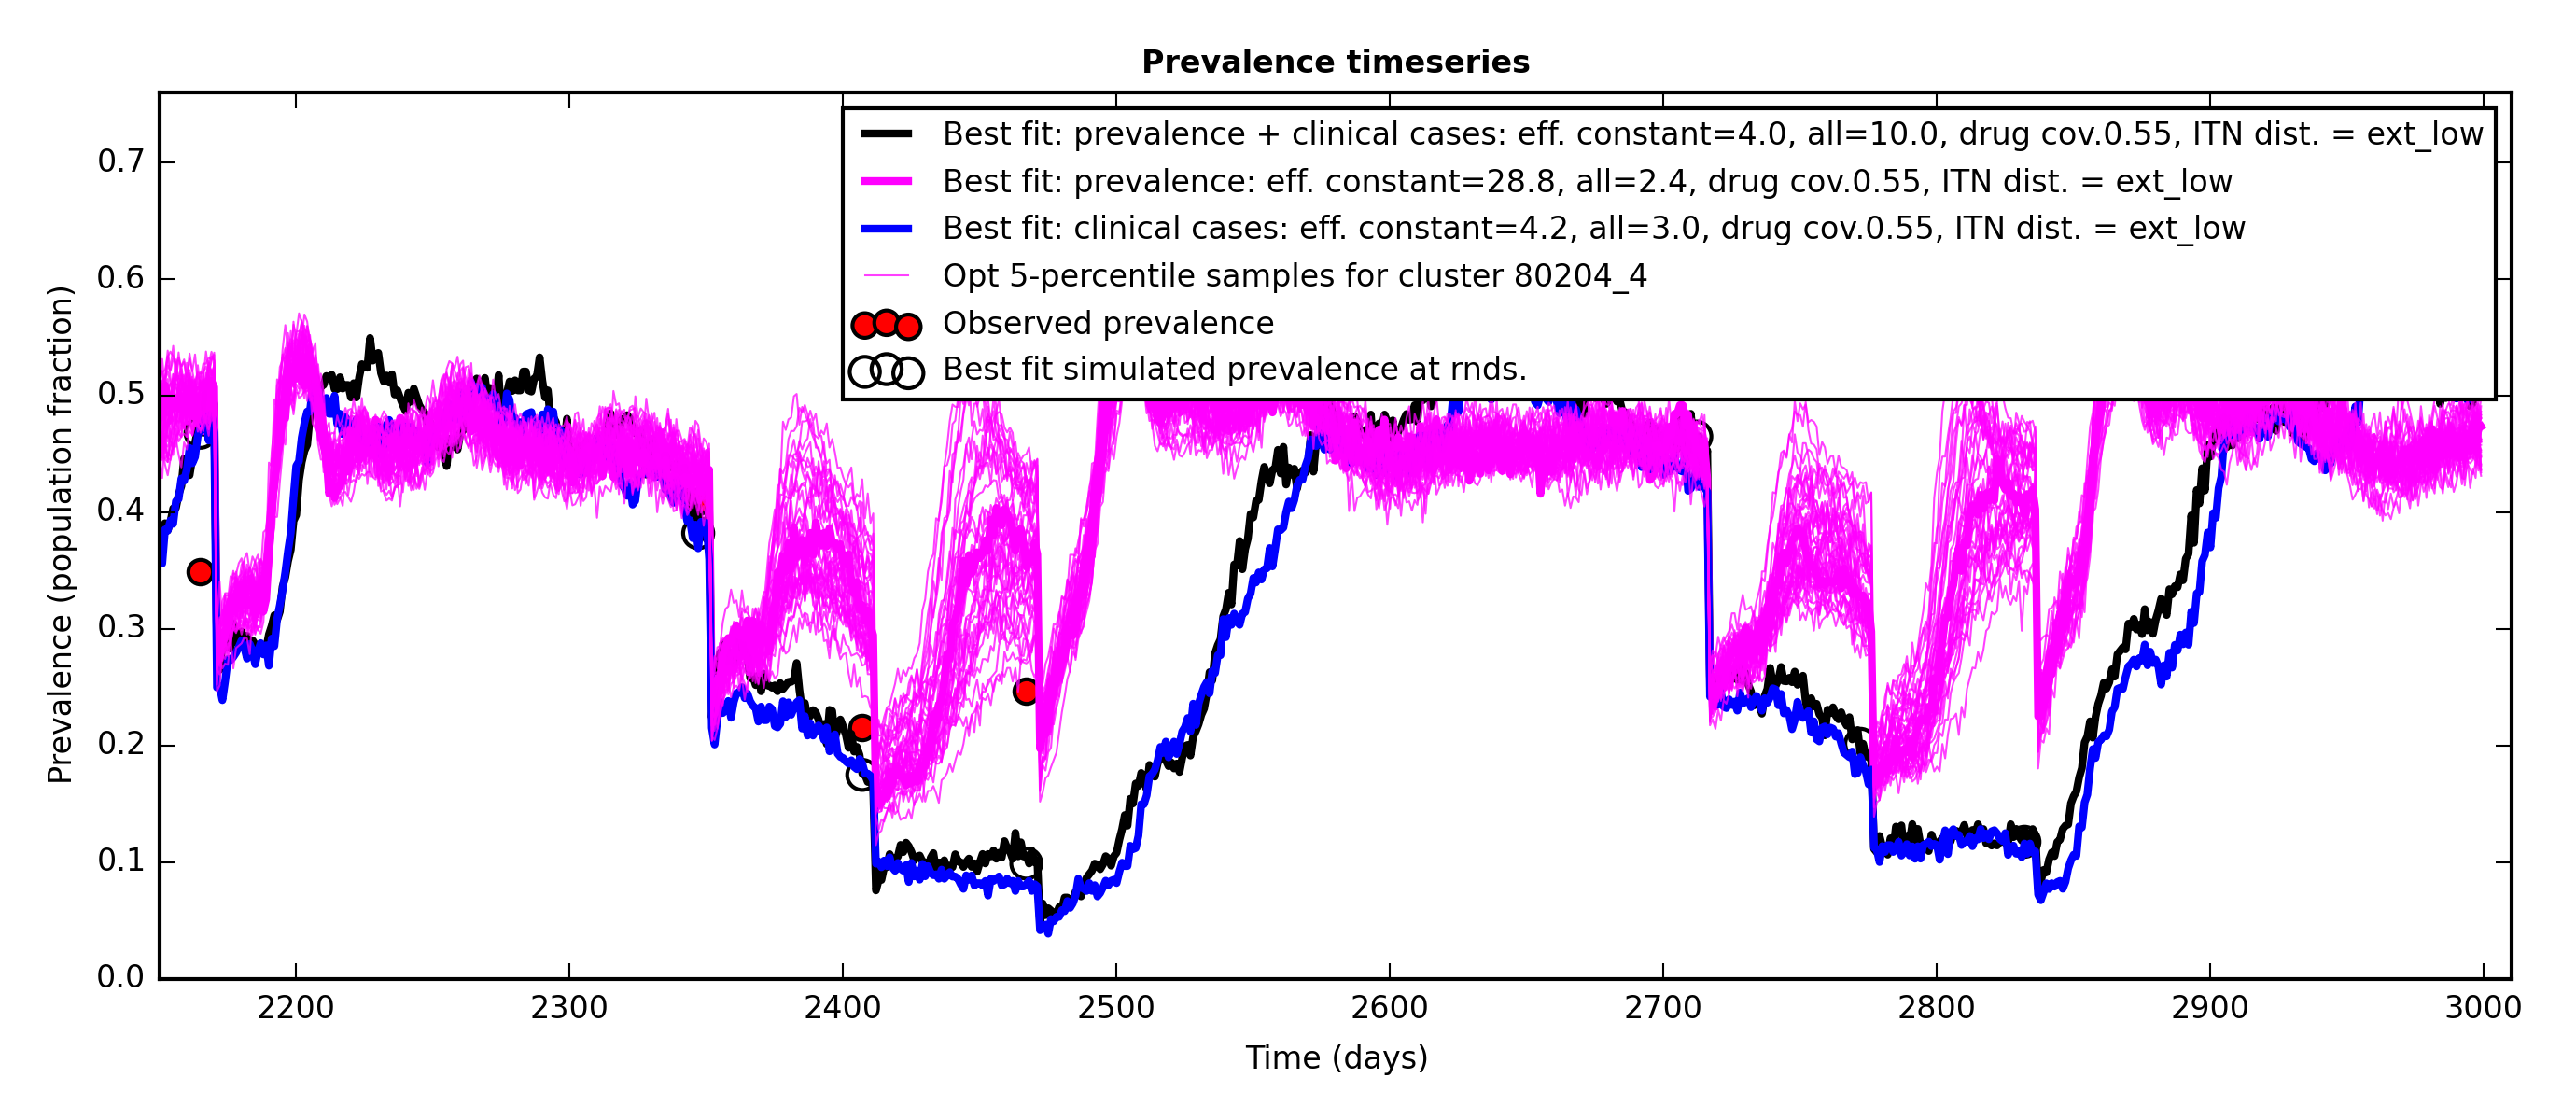 Prevalence timeseries
Best fit: prevalence + clinical cases: eff. constant=4.0, all=10.0, drug cov.0.55, ITN dist. = ext_low
Best fit: prevalence: eff. constant=28.8, all=2.4, drug cov.0.55, ITN dist. = ext_low
Best fit: clinical cases: eff. constant=4.2, all=3.0, drug cov.0.55, ITN dist. = ext_low
Opt 5-percentile samples for cluster 80204_4
Observed prevalence
Best fit simulated prevalence at rnds.
Prevalence (population fraction)
0.7
0.6
0.5
0.4
0.3
0.2
0.1
0.0
2200 2300 2400 2500 2600 2700 2800 2900 3000
Time (days)